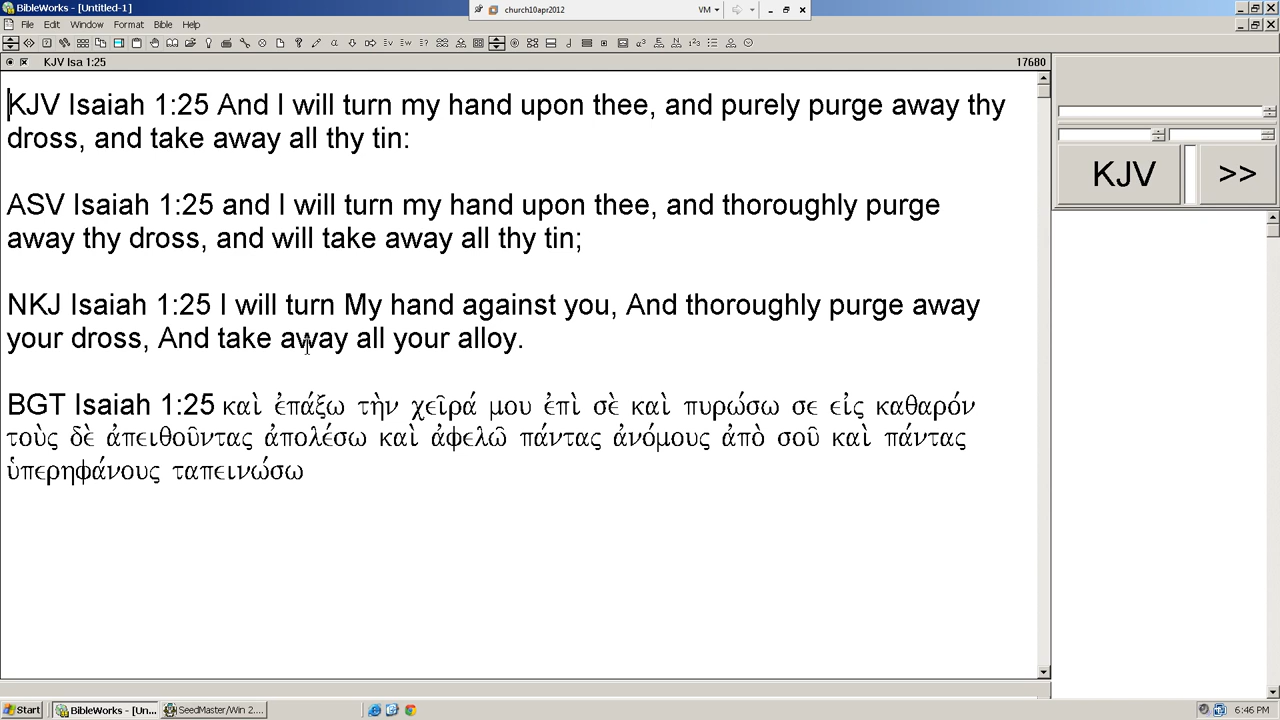 BibleWorks - [Untitled-1]
church10apr2012
VM
File Edit Window Format Bible Help
KJV Isa 1:25
17680
KJV Isaiah 1:25 And I will turn my hand upon thee, and purely purge away thy
dross, and take away all thy tin:
ASV Isaiah 1:25 and I will turn my hand upon thee, and thoroughly purge
away thy dross, and will take away all thy tin;
NKJ Isaiah 1:25 I will turn My hand against you, And thoroughly purge away
your dross, And take away all your alloy.
BGT Isaiah 1:25 καὶ ἐπάξω τὴν χεῖρά μου ἐπὶ σὲ καὶ πυρώσω σε εἰς καθαρόν
τοὺς δὲ ἀπειθοῦντας ἀπολέσω καὶ ἀφελῶ πάντας ἀνόμους ἀπὸ σοῦ καὶ πάντας
ὑπερηφάνους ταπεινώσω
KJV
>>
Start
BibleWorks - [Un...
SeedMaster/Win 2....
6:46 PM